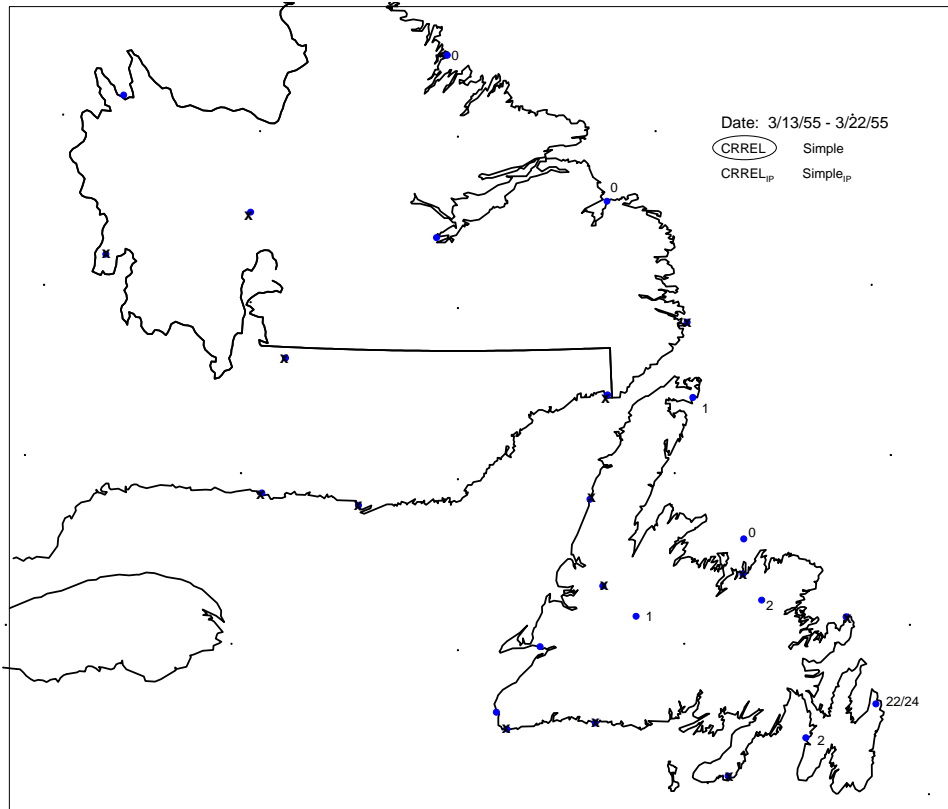 0
Date: 3/13/55 - 3/22/55
CRREL Simple
CRREL_IP Simple_IP
0
x
x
x
x
x
1
x
x
x
0
x
x
2
1
x
22/24
x
x
2
x